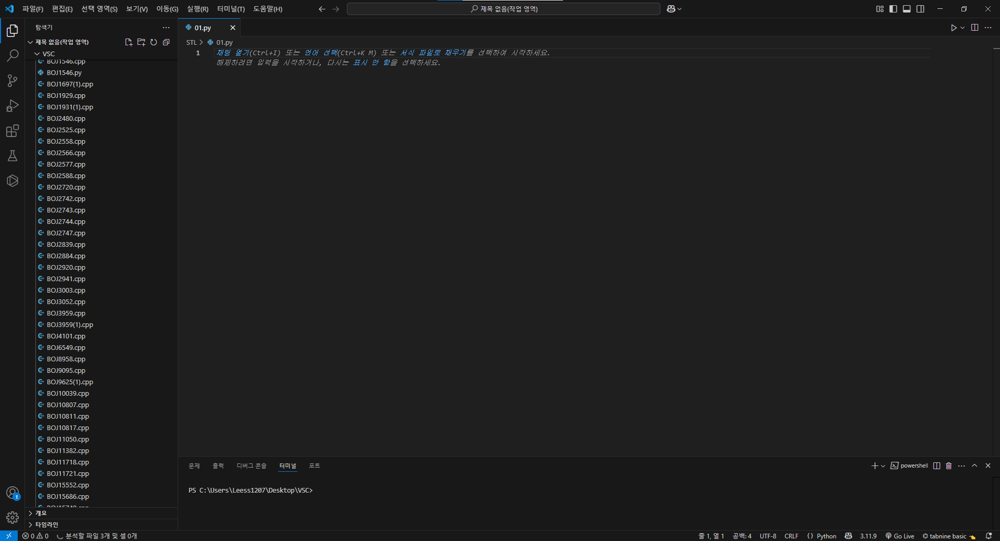 파일(F) 편집(E) 선택 영역(S) 보기(V) 이동(G) 실행(R) 터미널(T) 도움말(H) 제목 없음(작업 영역)
탐색기
제목 없음(작업 영역)
VSC
BOJ1546.cpp
BOJ1546.py
BOJ1697(1).cpp
BOJ1929.cpp
BOJ1931(1).cpp
BOJ2480.cpp
BOJ2525.cpp
BOJ2558.cpp
BOJ2566.cpp
BOJ2577.cpp
BOJ2588.cpp
BOJ2720.cpp
BOJ2742.cpp
BOJ2743.cpp
BOJ2744.cpp
BOJ2747.cpp
BOJ2839.cpp
BOJ2884.cpp
BOJ2920.cpp
BOJ2941.cpp
BOJ3003.cpp
BOJ3052.cpp
BOJ3959.cpp
BOJ3959(1).cpp
BOJ4101.cpp
BOJ6549.cpp
BOJ8958.cpp
BOJ9095.cpp
BOJ9625(1).cpp
BOJ10039.cpp
BOJ10807.cpp
BOJ10811.cpp
BOJ10817.cpp
BOJ11050.cpp
BOJ11382.cpp
BOJ11718.cpp
BOJ11721.cpp
BOJ15552.cpp
BOJ15686.cpp
개요
타임라인
01.py
STL > 01.py
1 채팅 열기(Ctrl+I) 또는 언어 선택(Ctrl+K M) 또는 서식 파일로 채우기를 선택하여 시작하세요.
해제하려면 입력을 시작하거나, 다시는 표시 안 함을 선택하세요.
문제 출력 디버그 콘솔 터미널 포트 powershell
PS C:\Users\Leess1207\Desktop\VSC>
1
0 0 분석할 파일 3개 및 셀 0개 줄 1, 열 1 공백: 4 UTF-8 CRLF {} Python 3.11.9 Go Live tabnine basic